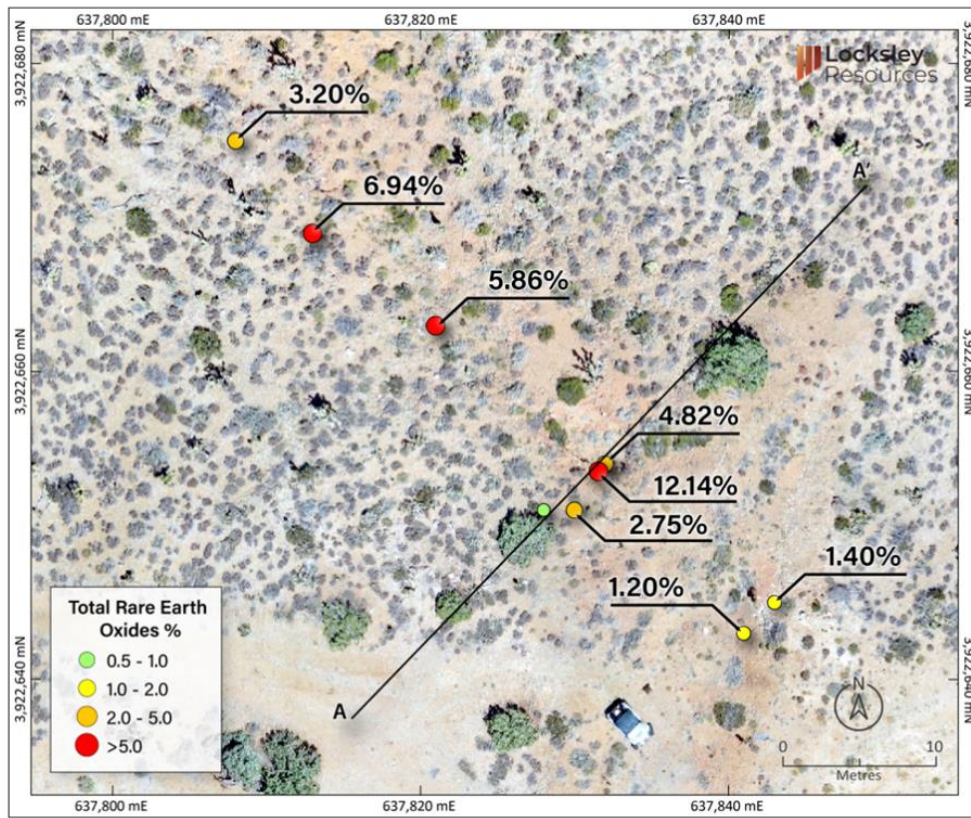 637,800 mE
637,820 mE
637,840 mE
3,922,680 mN
3,922,680 mN
Locksley
Resources
3.20%
A'
6.94%
5.86%
3,922,660 mN
3,922,660 mN
4.82%
12.14%
2.75%
1.40%
1.20%
Total Rare Earth
Oxides %
0.5 - 1.0
1.0 - 2.0
2.0 - 5.0
>5.0
3,922,640 mN
3,922,640 mN
A
N
0
10
Metres
637,800 mE
637,820 mE
637,840 mE